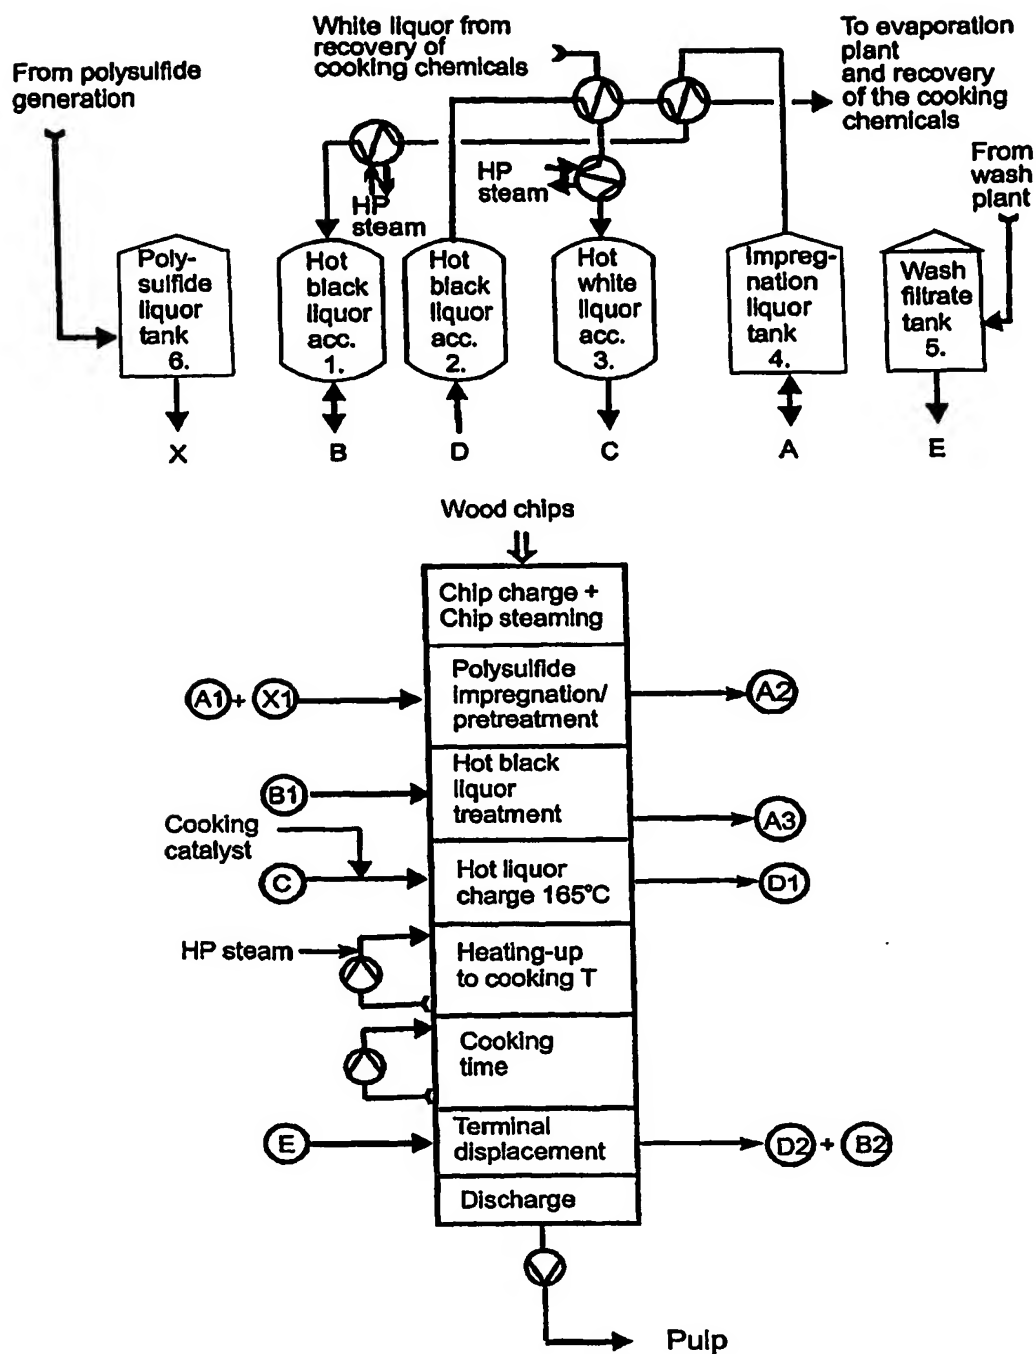 White liquor from
recovery of
cooking chemicals
To evaporation
plant
and recovery
of the cooking
chemicals
From polysulfide
generation
From
wash
plant
HP
steam
HP
steam
Poly-
sulfide
liquor
tank
6.
Hot
black
liquor
acc.
1.
Hot
black
liquor
acc.
2.
Hot
white
liquor
acc.
3.
Impreg-
nation
liquor
tank
4.
Wash
filtrate
tank
5.
X
B
D
C
A
E
Wood chips
Chip charge +
Chip steaming
A1 + X1
Polysulfide
impregnation/
pretreatment
A2
B1
Hot black
liquor
treatment
A3
Cooking
catalyst
C
Hot liquor
charge 165°C
D1
HP steam
Heating-up
to cooking T
Cooking
time
E
Terminal
displacement
D2 + B2
Discharge
Pulp